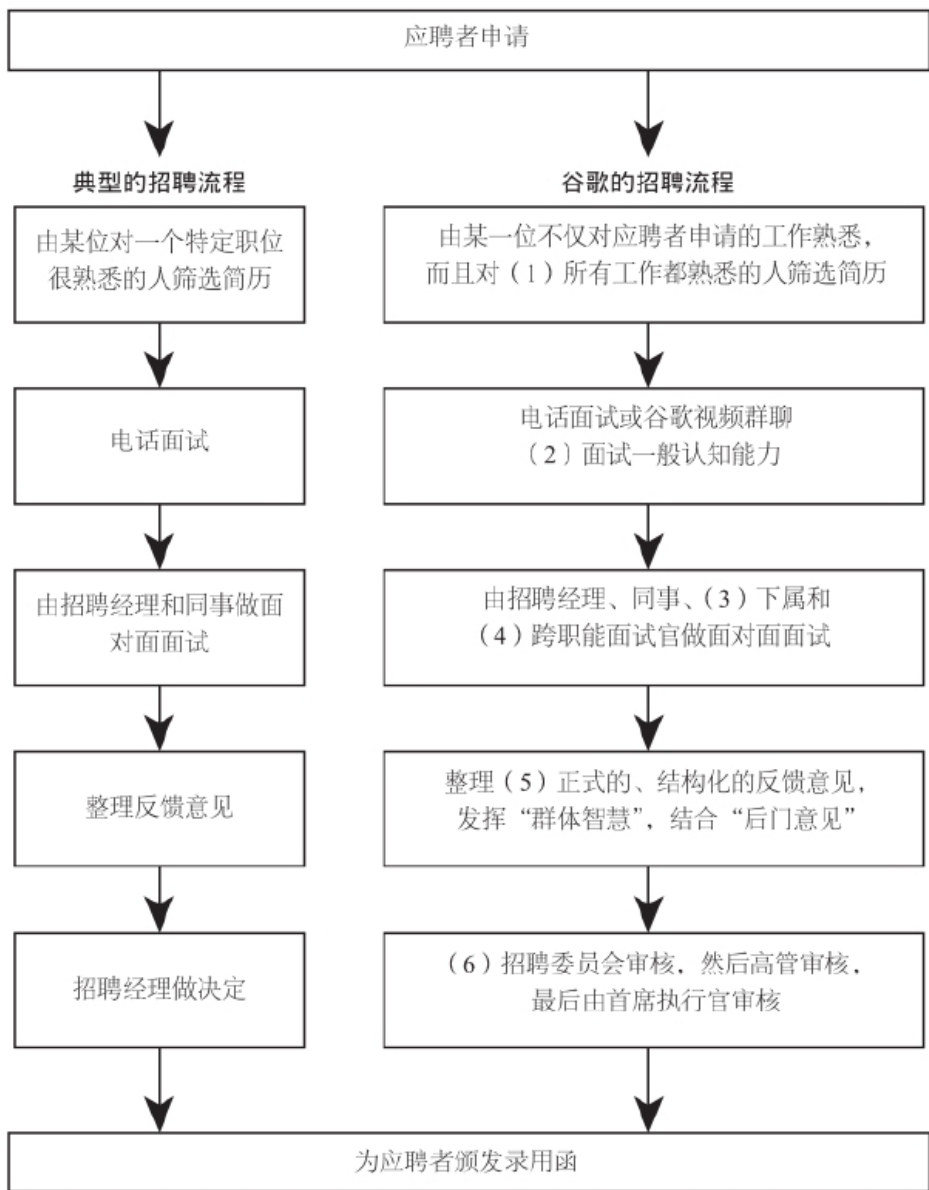 应聘者申请
典型的招聘流程
由某位对一个特定职位
很熟悉的人筛选简历
电话面试
由招聘经理和同事做面
对面面试
整理反馈意见
招聘经理做决定
谷歌的招聘流程
由某一位不仅对应聘者申请的工作熟悉，
而且对（1）所有工作都熟悉的人筛选简历
电话面试或谷歌视频群聊
（2）面试一般认知能力
由招聘经理、同事、（3）下属和
（4）跨职能面试官做面对面面试
整理（5）正式的、结构化的反馈意见，
发挥“群体智慧”，结合“后门意见”
（6）招聘委员会审核，然后高管审核，
最后由首席执行官审核
为应聘者颁发录用函